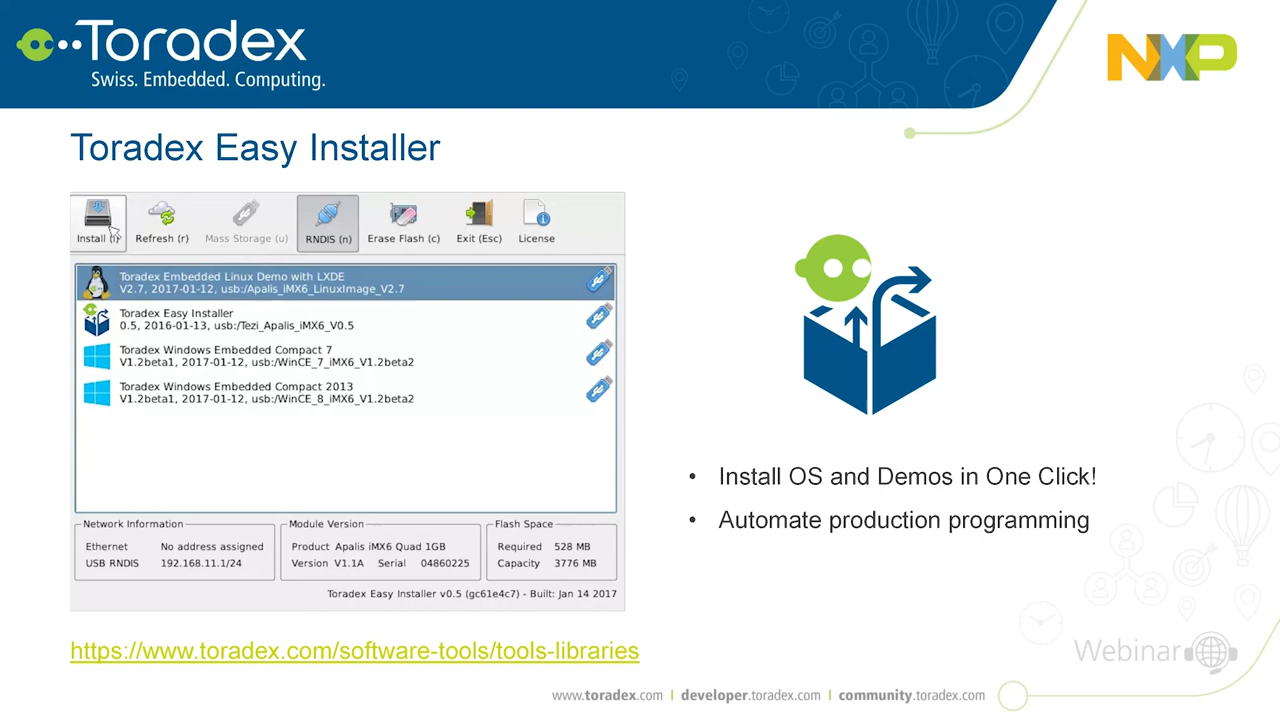 Toradex
Swiss. Embedded. Computing.
NXP
Toradex Easy Installer
Install (i)
Refresh (r)
Mass Storage (u)
RNDIS (n)
Erase Flash (c)
Exit (Esc)
License
Toradex Embedded Linux Demo with LXDE
V2.7, 2017-01-12, usb:/Apalis_iMX6_LinuxImage_V2.7
Toradex Easy Installer
0.5, 2016-01-13, usb:/Tezi_Apalis_iMX6_V0.5
Toradex Windows Embedded Compact 7
V1.2beta1, 2017-01-12, usb:/WinCE_7_iMX6_V1.2beta2
Toradex Windows Embedded Compact 2013
V1.2beta1, 2017-01-12, usb:/WinCE_8_iMX6_V1.2beta2
Network Information
Ethernet No address assigned
USB RNDIS 192.168.11.1/24
Module Version
Product Apalis iMX6 Quad 1GB
Version V1.1A Serial 04860225
Flash Space
Required 528 MB
Capacity 3776 MB
Toradex Easy Installer v0.5 (gc61e4c7) - Built: Jan 14 2017
• Install OS and Demos in One Click!
• Automate production programming
https://www.toradex.com/software-tools/tools-libraries
Webinar
www.toradex.com | developer.toradex.com | community.toradex.com